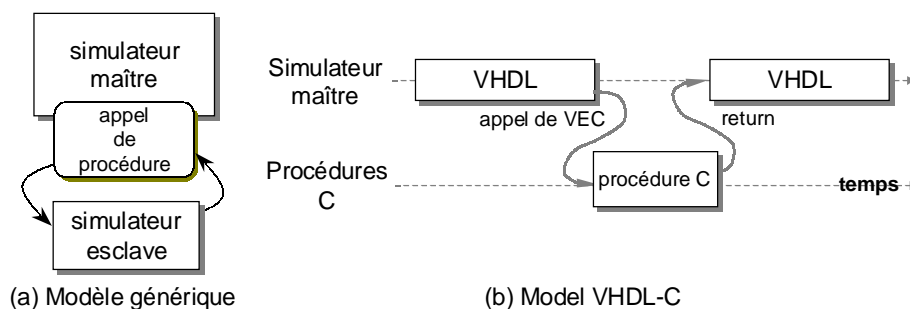 simulateur
maître
appel
de
procédure
simulateur
esclave
(a) Modèle générique
Simulateur
maître
VHDL
VHDL
appel de VEC
return
Procédures
C
procédure C
temps
(b) Model VHDL-C